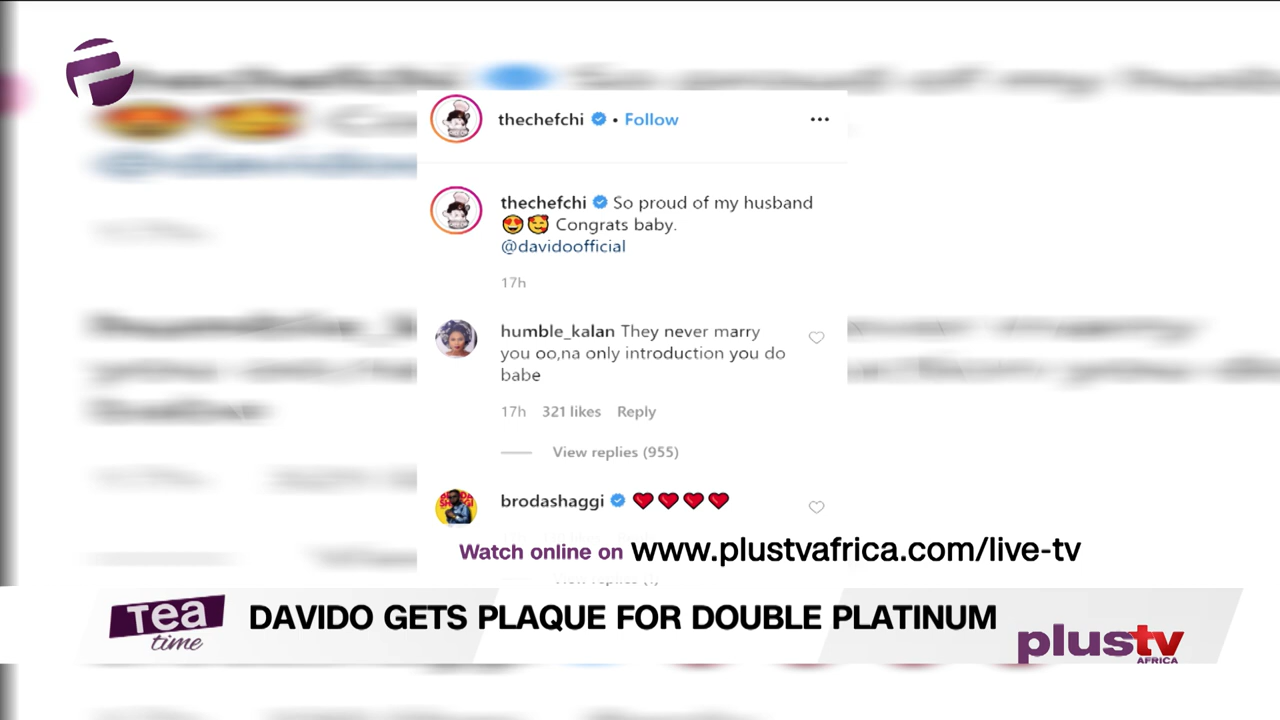 thechefchi • Follow
thechefchi So proud of my husband
😍 🥰 Congrats baby.
@davidoofficial
17h
humble_kalan They never marry
you oo,na only introduction you do
babe
17h 321 likes Reply
View replies (955)
brodashaggi ❤️❤️❤️❤️
Watch online on www.plustvafrica.com/live-tv
Tea
time
DAVIDO GETS PLAQUE FOR DOUBLE PLATINUM
plustv
AFRICA